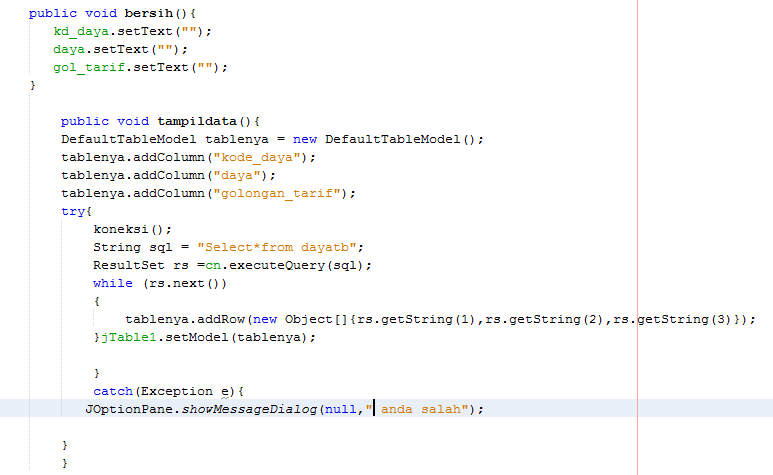 public void bersih(){
kd_daya.setText("");
daya.setText("");
gol_tarif.setText("");
}
public void tampildata(){
DefaultTableModel tablenya = new DefaultTableModel();
tablenya.addColumn("kode_daya");
tablenya.addColumn("daya");
tablenya.addColumn("golongan_tarif");
try{
koneksi();
String sql = "Select*from dayatb";
ResultSet rs =cn.executeQuery(sql);
while (rs.next())
{
tablenya.addRow(new Object[]{rs.getString(1),rs.getString(2),rs.getString(3)});
}jTable1.setModel(tablenya);
}
catch(Exception e){
JOptionPane.showMessageDialog(null," anda salah");
}
}